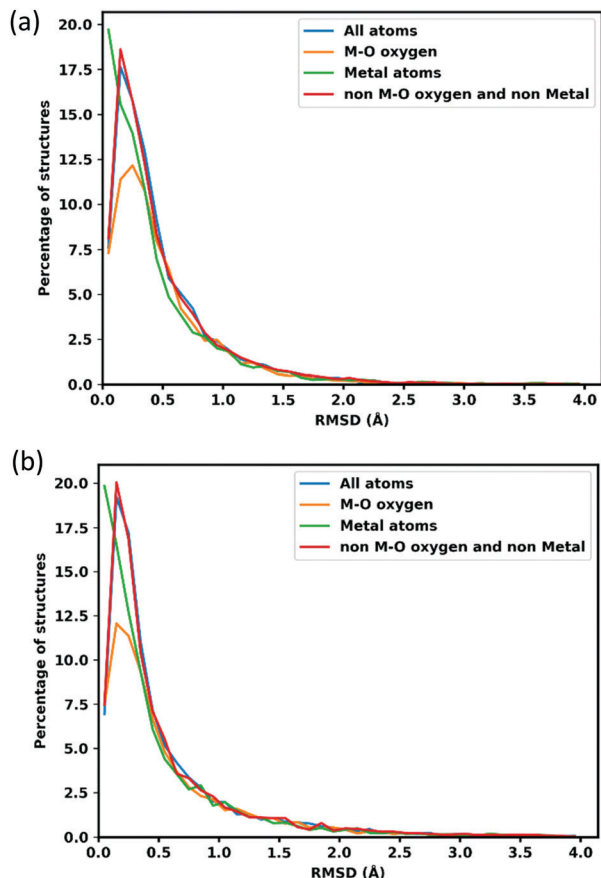 (a)
20.0
17.5
15.0
12.5
10.0
7.5
5.0
2.5
0.0
Percentage of structures
All atoms
M-O oxygen
Metal atoms
non M-O oxygen and non Metal
0.0 0.5 1.0 1.5 2.0 2.5 3.0 3.5 4.0
RMSD (Å)
(b)
20.0
17.5
15.0
12.5
10.0
7.5
5.0
2.5
0.0
Percentage of structures
All atoms
M-O oxygen
Metal atoms
non M-O oxygen and non Metal
0.0 0.5 1.0 1.5 2.0 2.5 3.0 3.5 4.0
RMSD (Å)